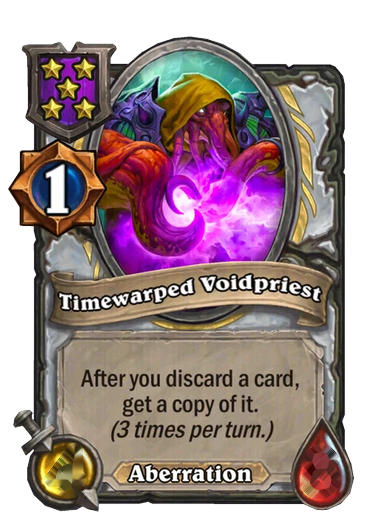 1
Timewarped Voidpriest
After you discard a card,
get a copy of it.
(3 times per turn.)
Aberration